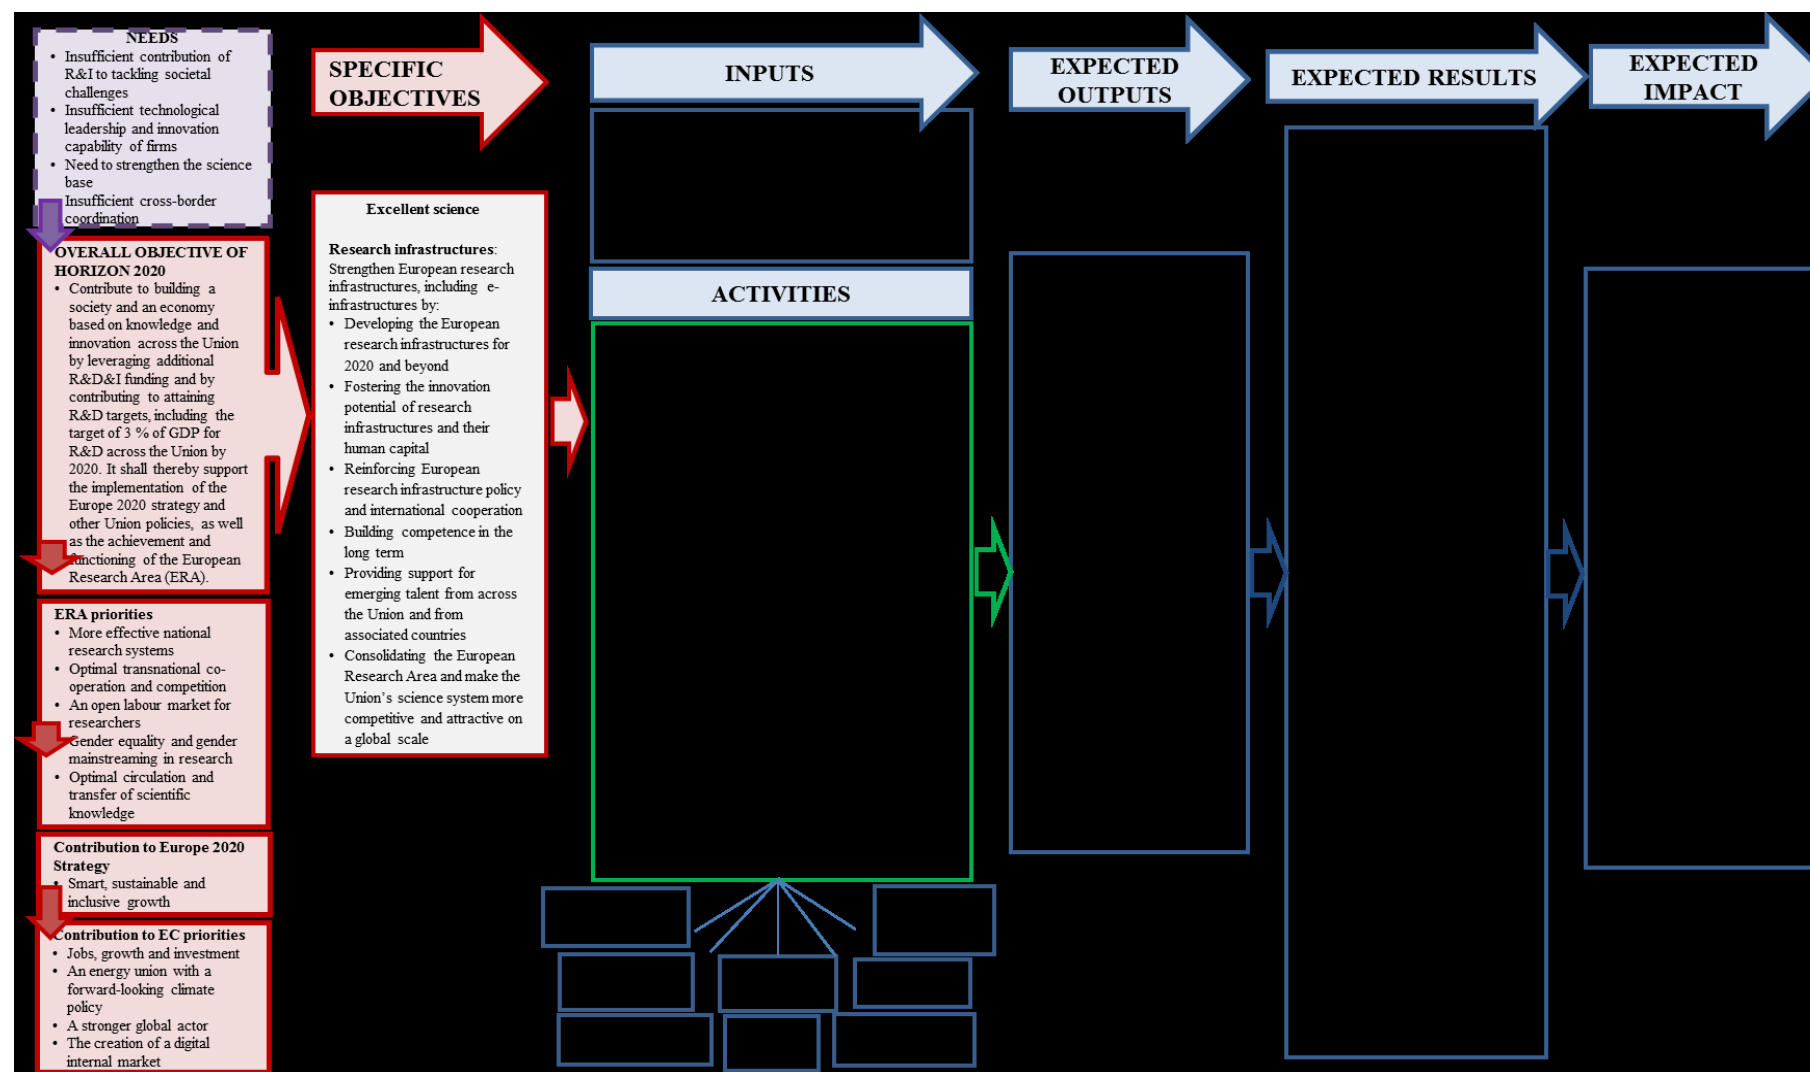 NEEDS
• Insufficient contribution of
R&I to tackling societal
challenges
• Insufficient technological
leadership and innovation
capability of firms
• Need to strengthen the science
base
Insufficient cross-border
coordination
OVERALL OBJECTIVE OF
HORIZON 2020
• Contribute to building a
society and an economy
based on knowledge and
innovation across the Union
by leveraging additional
R&D&I funding and by
contributing to attaining
R&D targets, including the
target of 3 % of GDP for
R&D across the Union by
2020. It shall thereby support
the implementation of the
Europe 2020 strategy and
other Union policies, as well
as the achievement and
functioning of the European
Research Area (ERA).
ERA priorities
• More effective national
research systems
• Optimal transnational co-
operation and competition
• An open labour market for
researchers
Gender equality and gender
mainstreaming in research
• Optimal circulation and
transfer of scientific
knowledge
Contribution to Europe 2020
Strategy
• Smart, sustainable and
inclusive growth
Contribution to EC priorities
• Jobs, growth and investment
• An energy union with a
forward-looking climate
policy
• A stronger global actor
• The creation of a digital
internal market
SPECIFIC
OBJECTIVES
Excellent science
Research infrastructures:
Strengthen European research
infrastructures, including e-
infrastructures by:
• Developing the European
research infrastructures for
2020 and beyond
• Fostering the innovation
potential of research
infrastructures and their
human capital
• Reinforcing European
research infrastructure policy
and international cooperation
• Building competence in the
long term
• Providing support for
emerging talent from across
the Union and from
associated countries
• Consolidating the European
Research Area and make the
Union’s science system more
competitive and attractive on
a global scale
INPUTS
ACTIVITIES
EXPECTED
OUTPUTS
EXPECTED RESULTS
EXPECTED
IMPACT